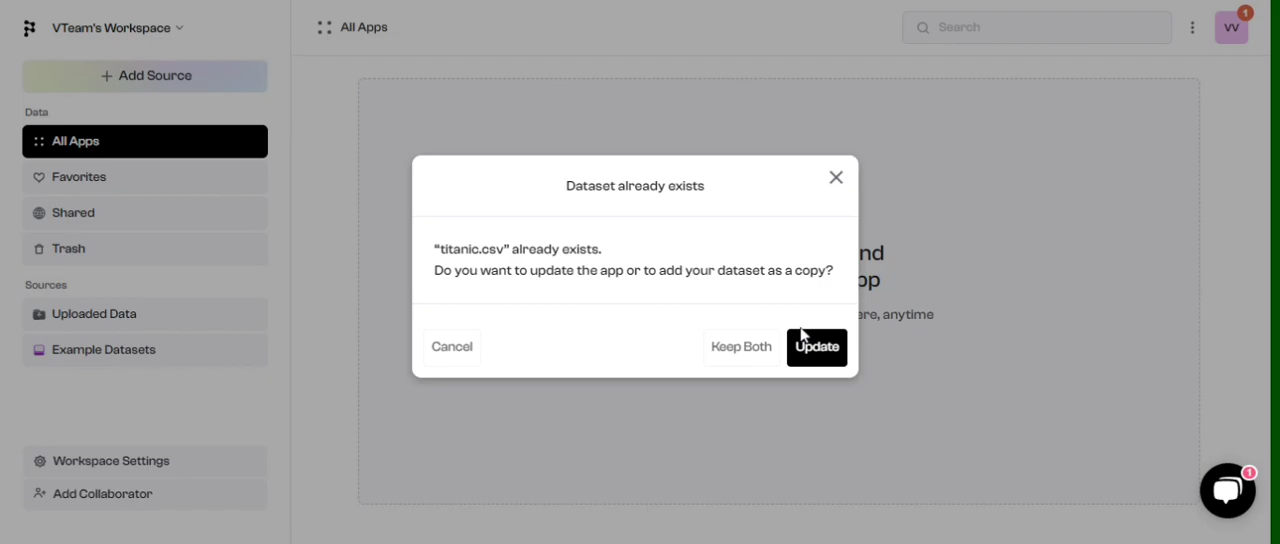 VTeam's Workspace
All Apps
Search
VV
1
+ Add Source
Data
All Apps
Favorites
Shared
Trash
Sources
Uploaded Data
Example Datasets
Workspace Settings
Add Collaborator
Dataset already exists
“titanic.csv” already exists.
Do you want to update the app or to add your dataset as a copy?
Cancel
Keep Both
Update
nd
pp
ere, anytime
1